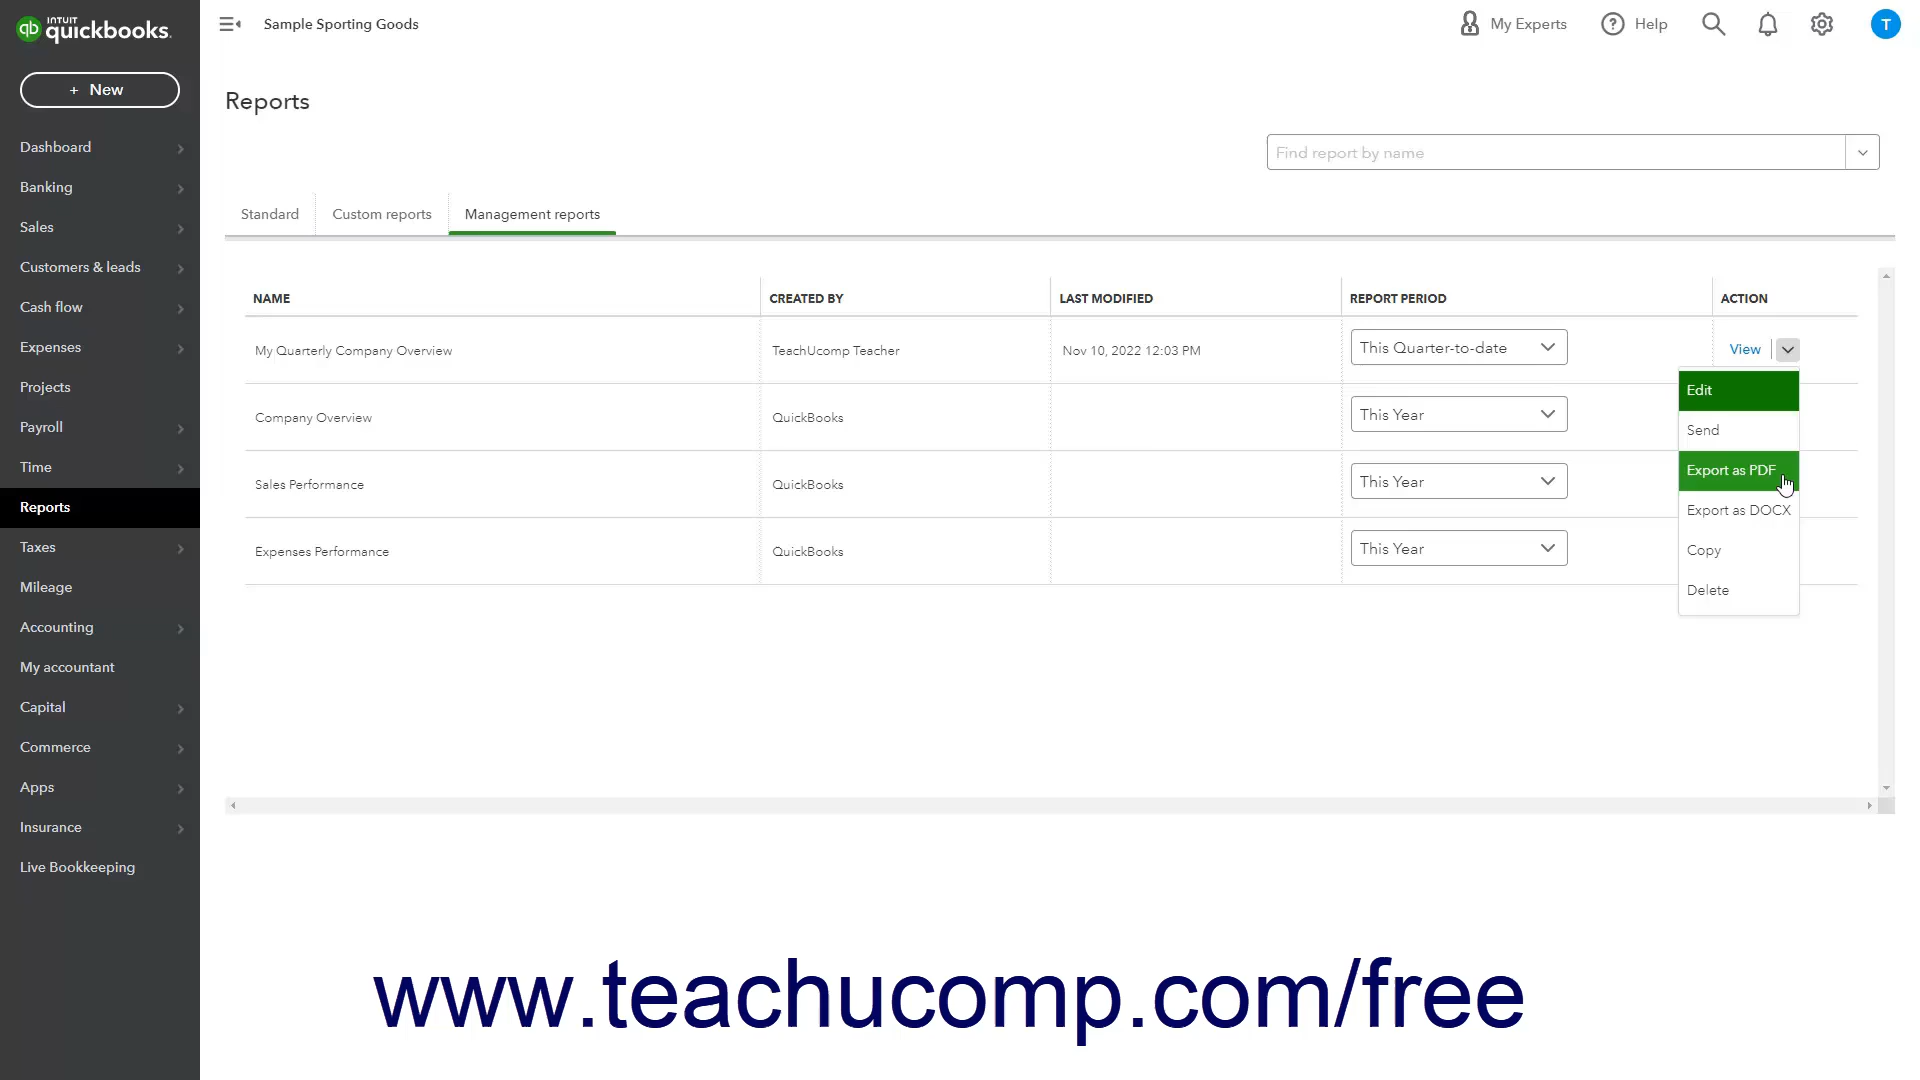 INTUIT
quickbooks.
qb
Sample Sporting Goods
My Experts
? Help
T
+ New
Dashboard
Banking
Sales
Customers & leads
Cash flow
Expenses
Projects
Payroll
Time
Reports
Taxes
Mileage
Accounting
My accountant
Capital
Commerce
Apps
Insurance
Live Bookkeeping
Reports
Find report by name
Standard Custom reports Management reports
NAME CREATED BY LAST MODIFIED REPORT PERIOD ACTION
My Quarterly Company Overview TeachUcomp Teacher Nov 10, 2022 12:03 PM This Quarter-to-date View
Company Overview QuickBooks This Year
Sales Performance QuickBooks This Year
Expenses Performance QuickBooks This Year
Edit
Send
Export as PDF
Export as DOCX
Copy
Delete
www.teachucomp.com/free